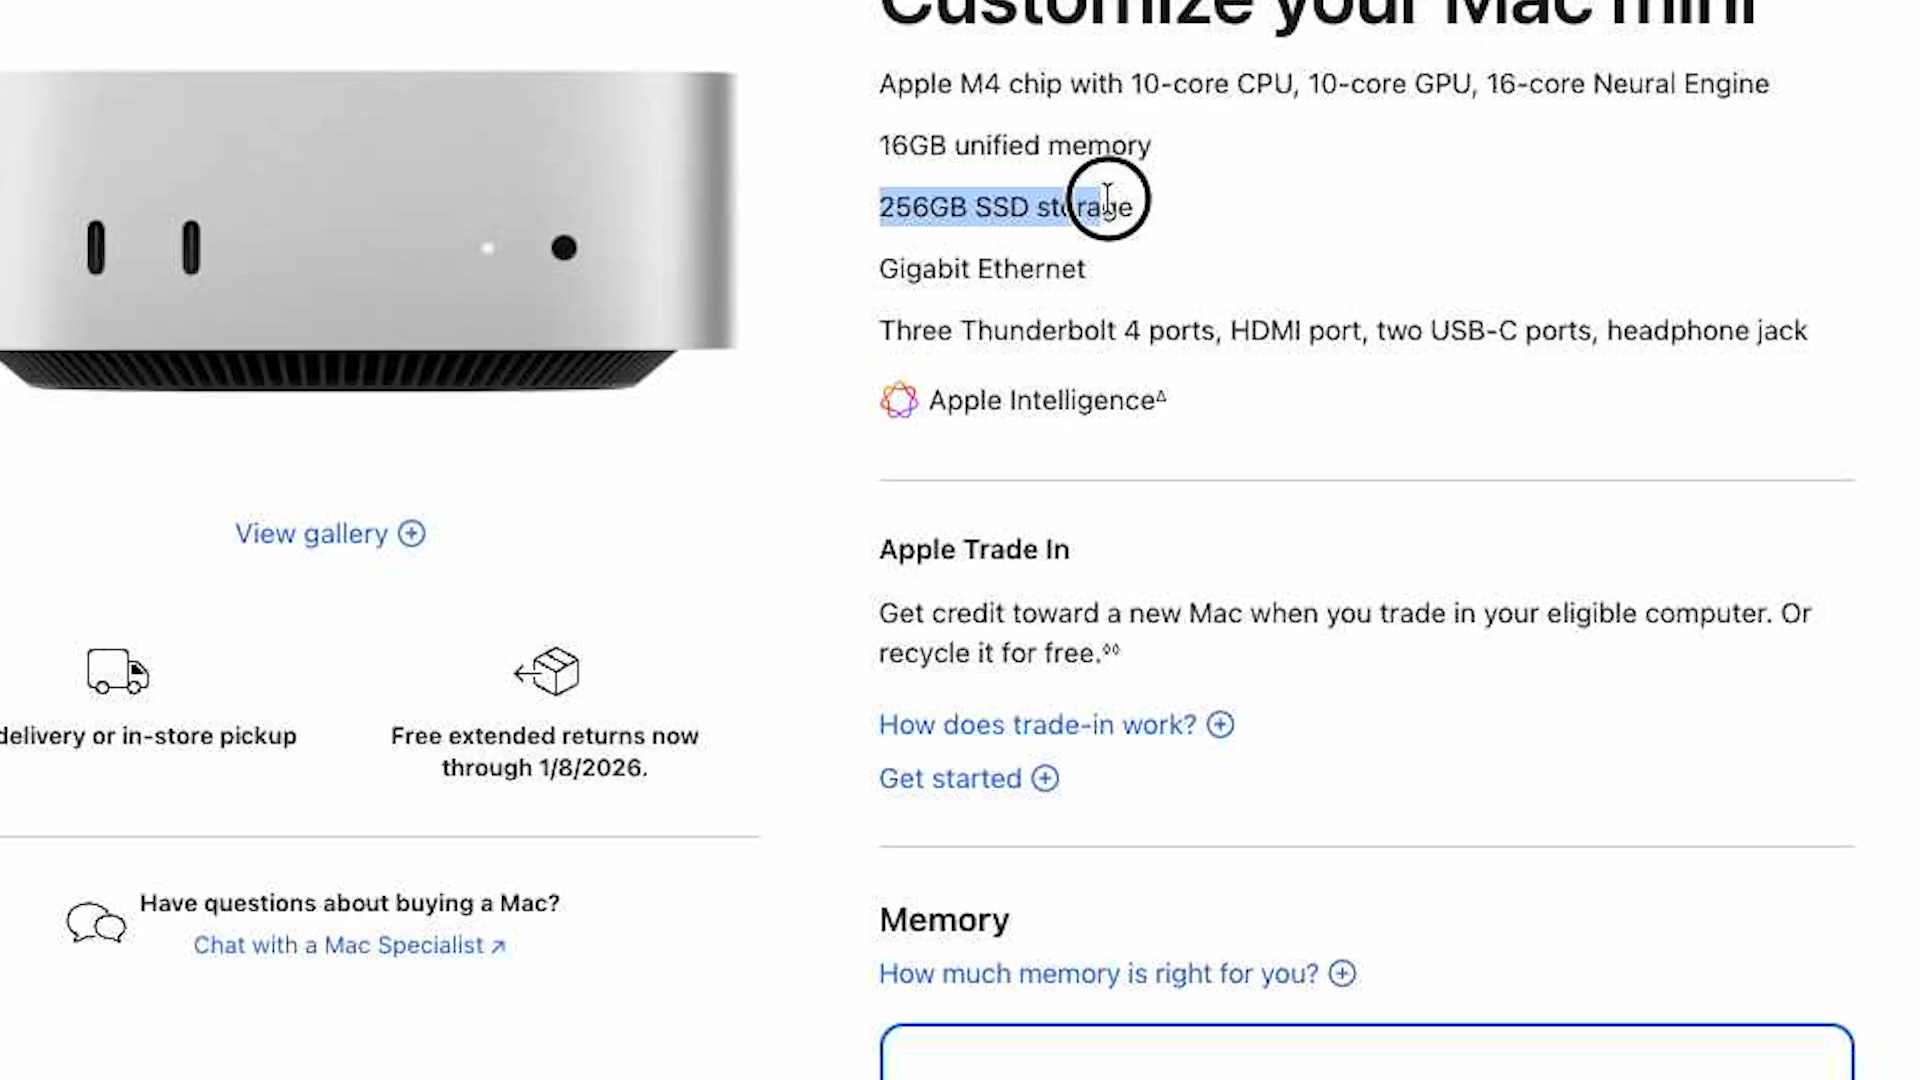 Customize your Mac mini
Apple M4 chip with 10-core CPU, 10-core GPU, 16-core Neural Engine
16GB unified memory
256GB SSD storage
Gigabit Ethernet
Three Thunderbolt 4 ports, HDMI port, two USB-C ports, headphone jack
Apple Intelligence∆
View gallery
delivery or in-store pickup
Free extended returns now
through 1/8/2026.
Have questions about buying a Mac?
Chat with a Mac Specialist ↗
Apple Trade In
Get credit toward a new Mac when you trade in your eligible computer. Or
recycle it for free.◊◊
How does trade-in work?
Get started
Memory
How much memory is right for you?